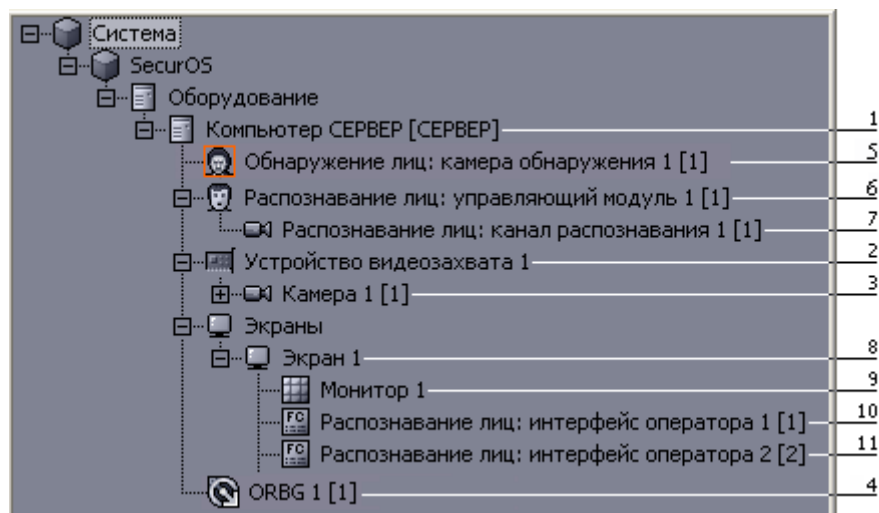 Система
SecurOS
Оборудование
Компьютер СЕРВЕР [СЕРВЕР] 1
Обнаружение лиц: камера обнаружения 1 [1] 5
Распознавание лиц: управляющий модуль 1 [1] 6
Распознавание лиц: канал распознавания 1 [1] 7
Устройство видеозахвата 1 2
Камера 1 [1] 3
Экраны
Экран 1 8
Монитор 1 9
FC Распознавание лиц: интерфейс оператора 1 [1] 10
FC Распознавание лиц: интерфейс оператора 2 [2] 11
ORBG 1 [1] 4